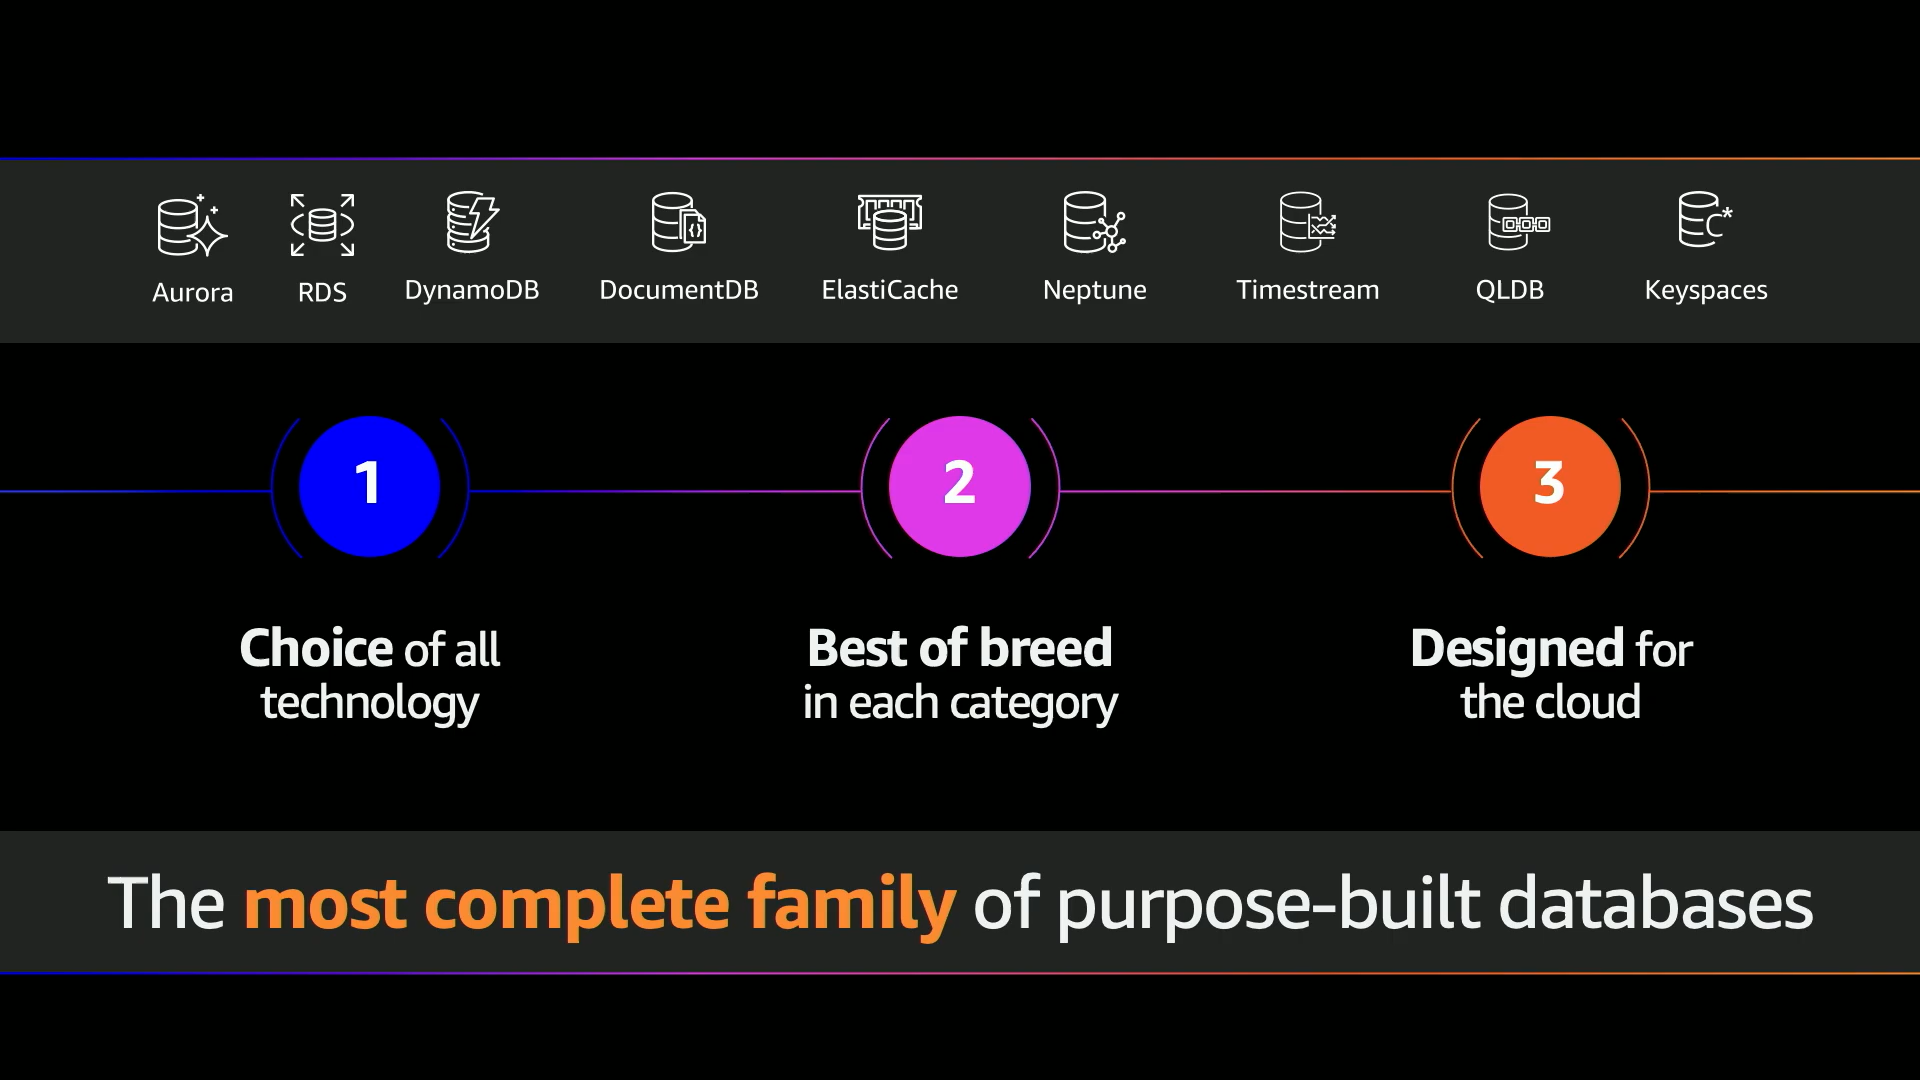 Aurora
RDS
DynamoDB
DocumentDB
ElastiCache
Neptune
Timestream
QLDB
C*
Keyspaces
1
2
3
Choice of all
technology
Best of breed
in each category
Designed for
the cloud
The most complete family of purpose-built databases